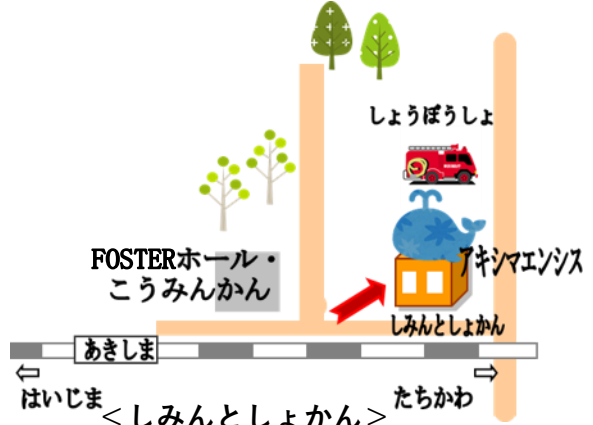 しょうぼうしょ
FOSTERホール・
こうみんかん
アキシマエンシス
しみんとしょかん
あきしま
⇦
はいじま
⇨
たちかわ
<しみんとしょかん>